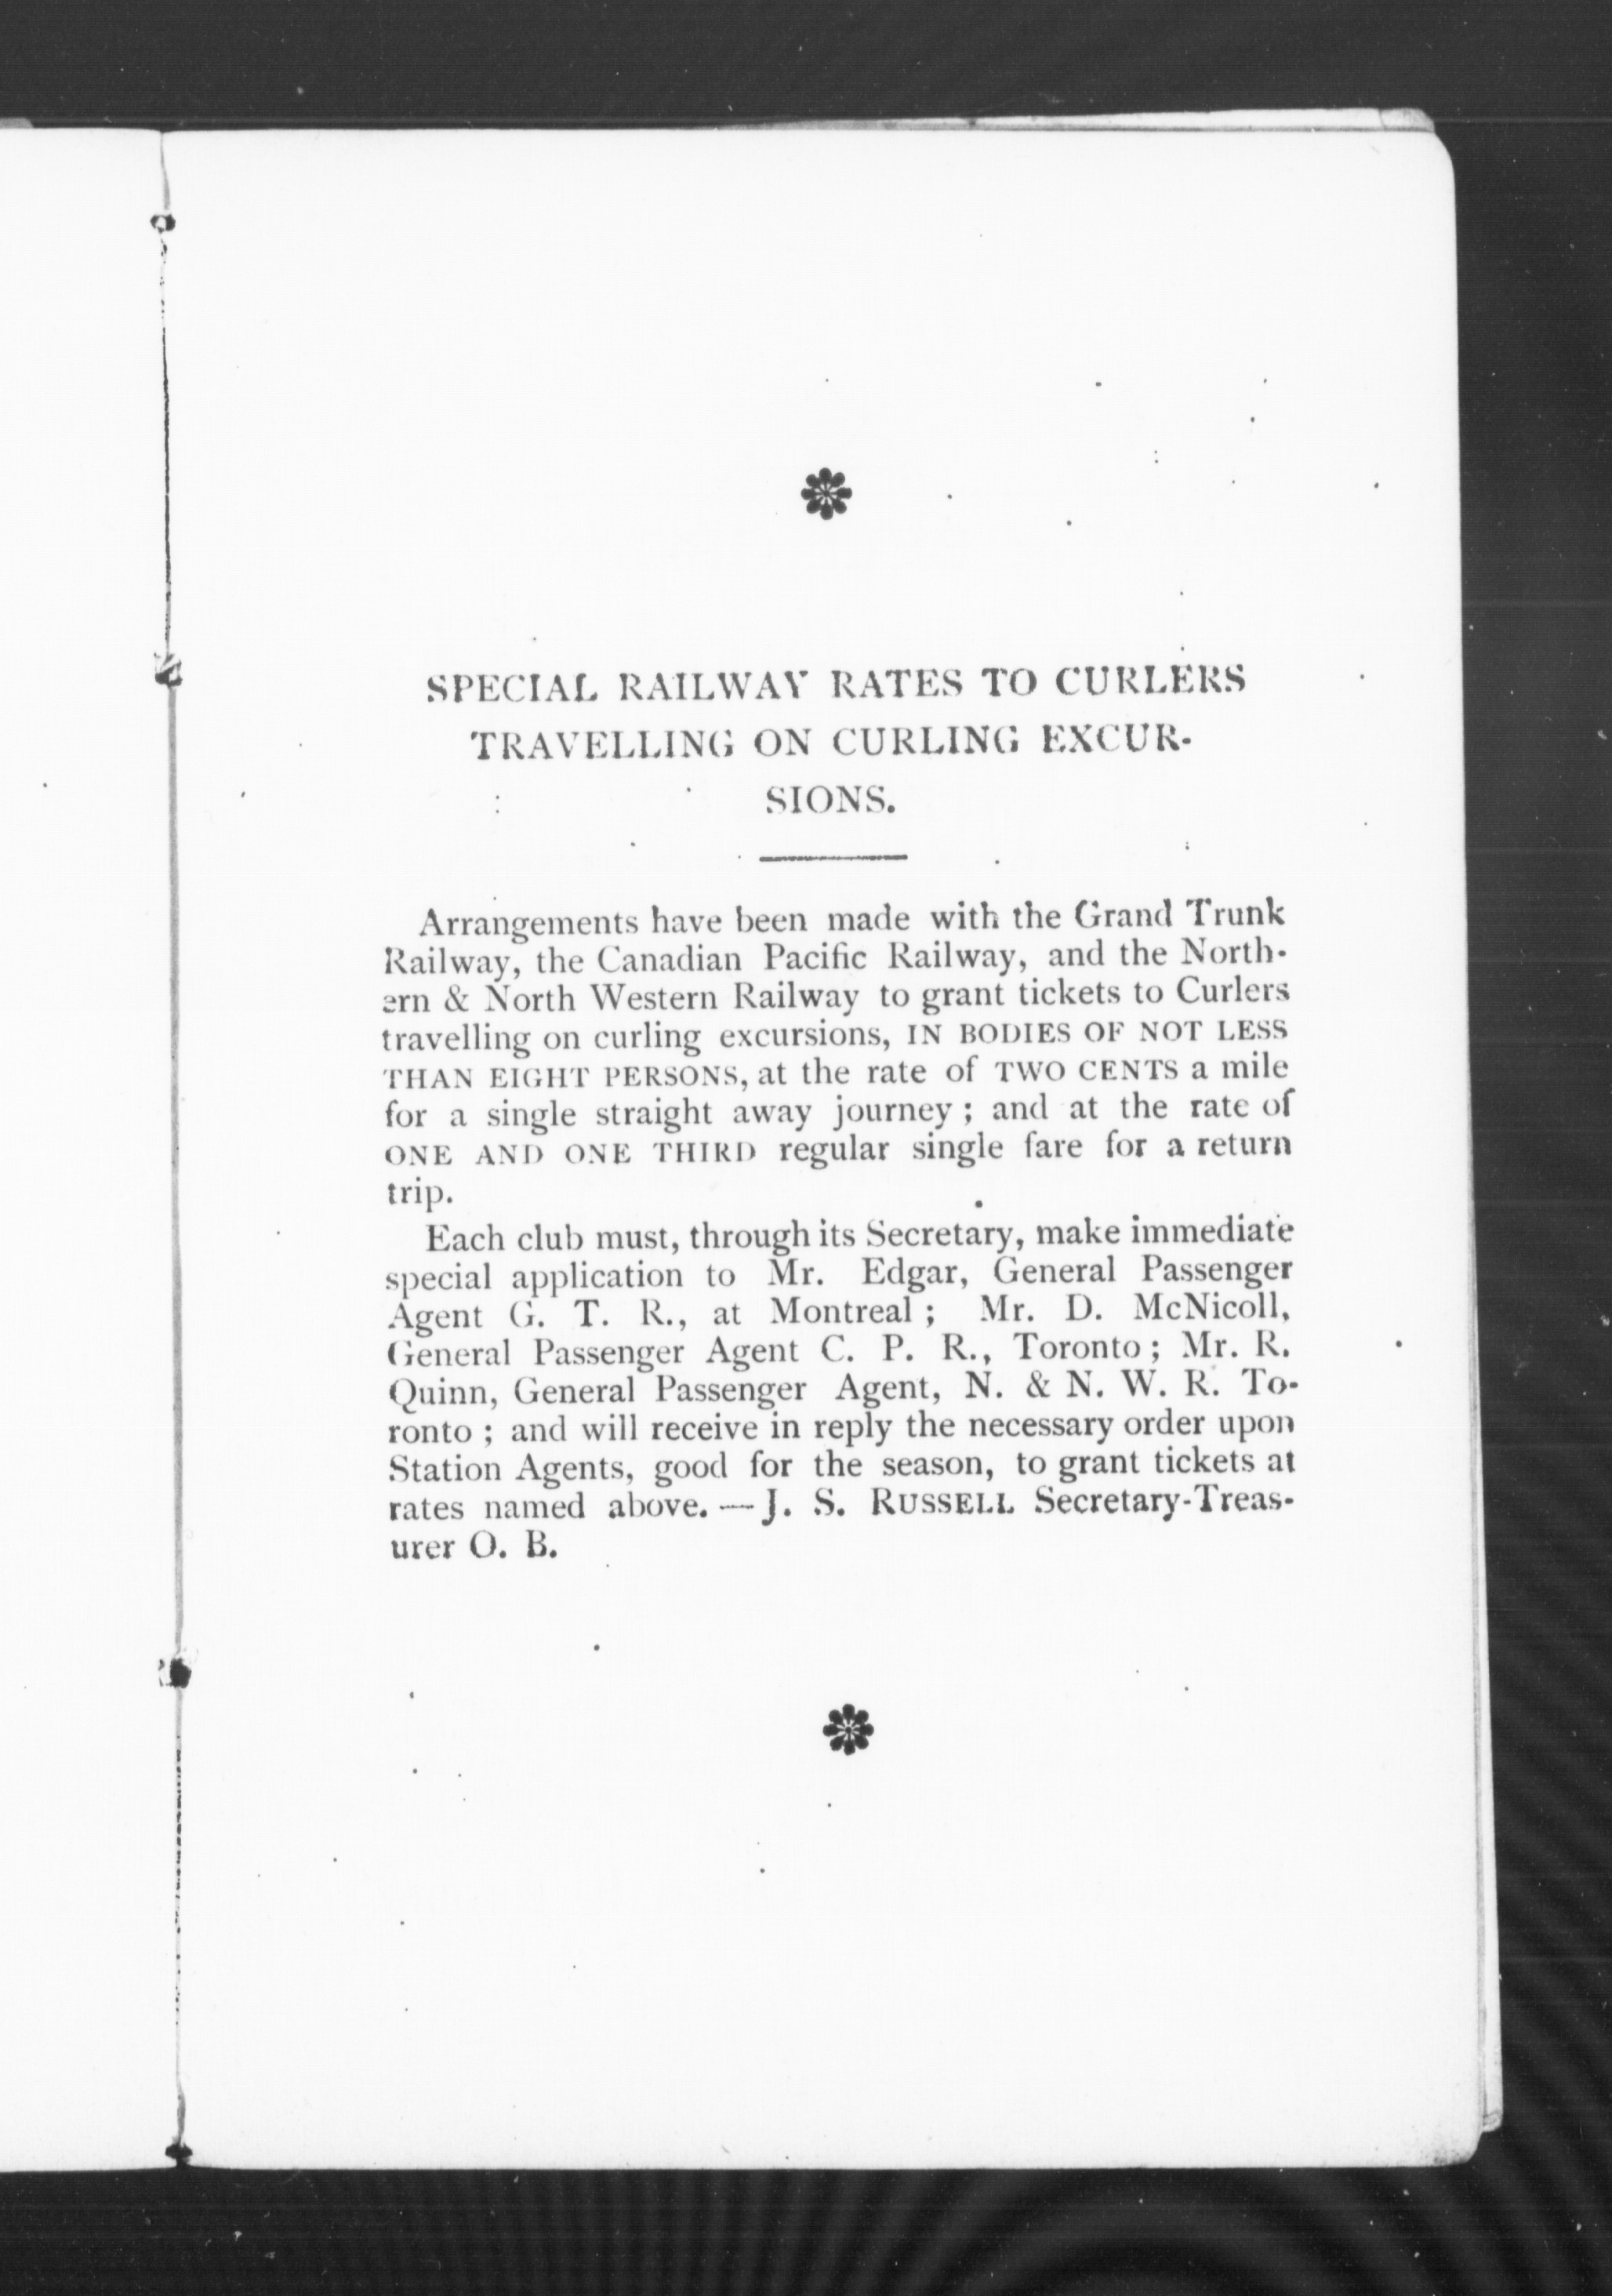 SPECIAL RAILWAY RATES TO CURLERS
TRAVELLING ON CURLING EXCUR-
SIONS.
Arrangements have been made with the Grand Trunk
Railway, the Canadian Pacific Railway, and the North-
ern & North Western Railway to grant tickets to Curlers
travelling on curling excursions, IN BODIES OF NOT LESS
THAN EIGHT PERSONS, at the rate of TWO CENTS a mile
for a single straight away journey ; and at the rate of
ONE AND ONE THIRD regular single fare for a return
trip.
Each club must, through its Secretary, make immediate
special application to Mr. Edgar, General Passenger
Agent G. T. R., at Montreal ; Mr. D. McNicoll,
General Passenger Agent C. P. R., Toronto ; Mr. R.
Quinn, General Passenger Agent, N. & N. W. R. To-
ronto ; and will receive in reply the necessary order upon
Station Agents, good for the season, to grant tickets at
rates named above. — J. S. RUSSELL Secretary-Treas-
urer O. B.